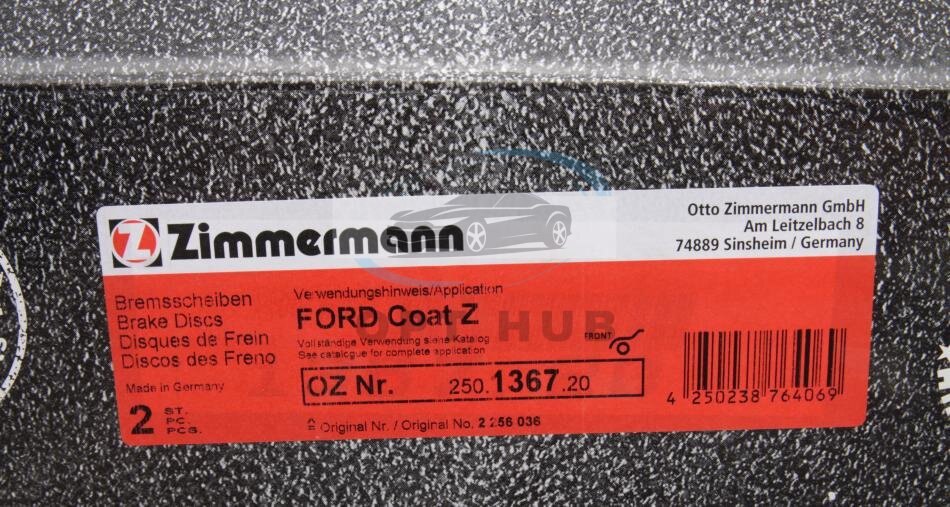 Z Zimmermann
Otto Zimmermann GmbH
Am Leitzelbach 8
74889 Sinsheim / Germany
Bremsscheiben
Brake Discs
Disques de Frein
Discos des Freno
Made in Germany
2 ST.
PC.
PCS.
Verwendungshinweis/Application
FORD Coat Z
Vollständige Verwendung siehe Katalog
See catalogue for complete application
FRONT
OZ Nr. 250.1367.20
Original Nr. / Original No. 2 256 036
4 250238 764069
OPT HUB